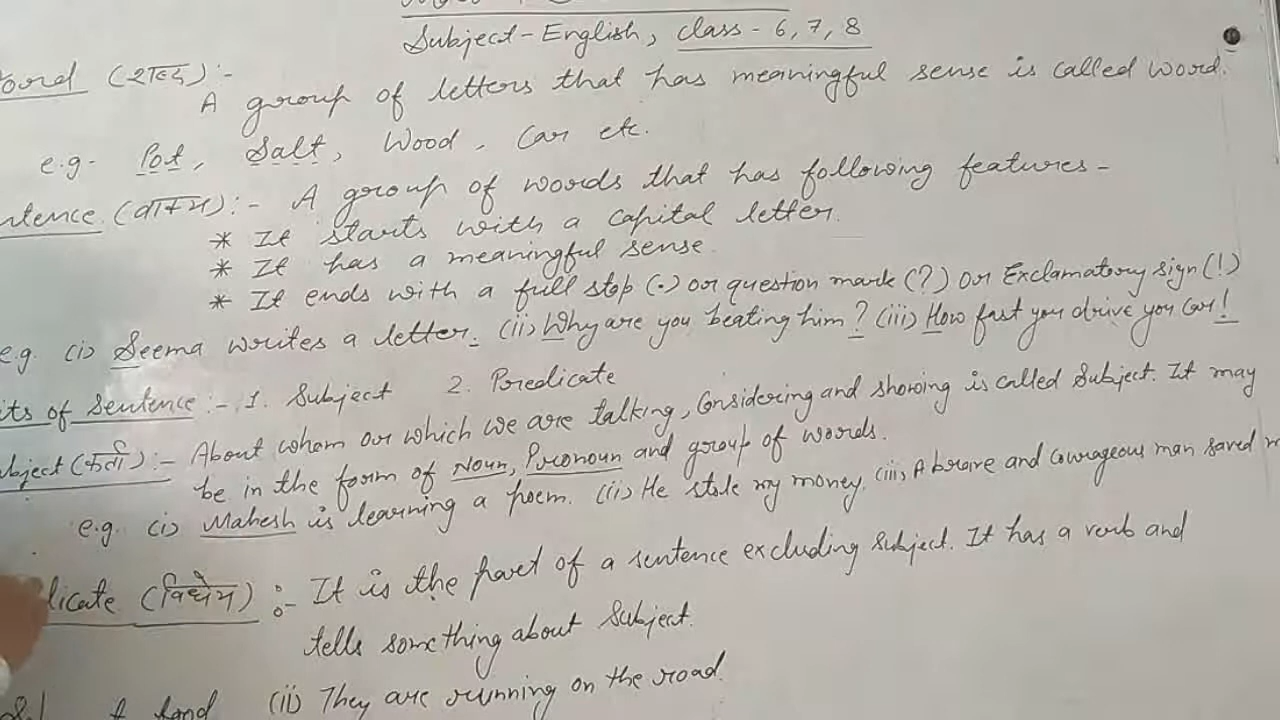 Subject - English, class - 6, 7, 8
ord (शब्द) :-
A group of letters that has meaningful sense is called word.
e.g - Pot, Salt, Wood, Car etc.
ntence (वाक्य) :- A group of words that has following features -
* It starts with a capital letter.
* It has a meaningful sense.
* It ends with a full stop (.) or question mark (?) or Exclamatory sign (!)
e.g. (i) Seema writes a letter. (ii) Why are you beating him ? (iii) How fast you drive you car !
its of sentence :- 1. Subject 2. Predicate
bject (कर्ता) :- About whom or which we are talking, Considering and showing is called Subject. It may
be in the form of Noun, Pronoun and group of words.
e.g. (i) Mahesh is learning a poem. (ii) He stole my money. (iii) A brave and Courageous man saved m
licate (विधेय) :- It is the part of a sentence excluding subject. It has a verb and
tells something about Subject.
(ii) They are running on the road.